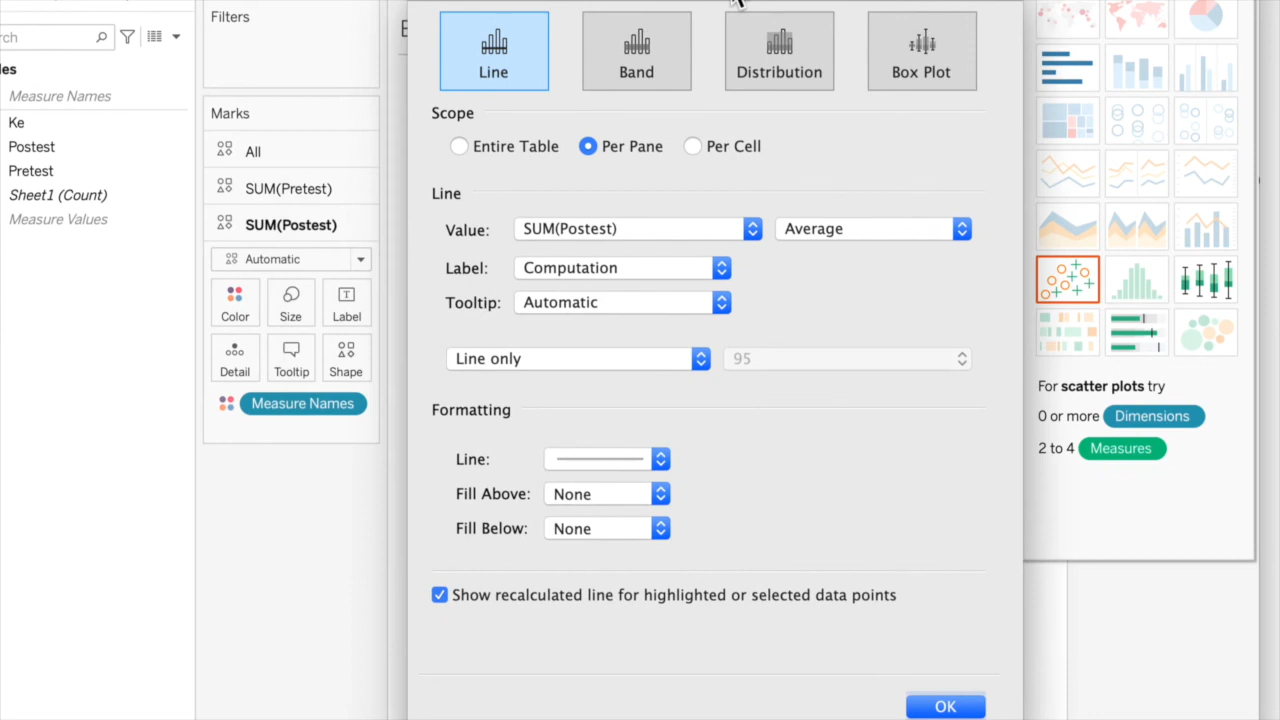 rch
les
Measure Names
Ke
Postest
Pretest
Sheet1 (Count)
Measure Values
Filters
Marks
All
SUM(Pretest)
SUM(Postest)
Automatic
Color
Size
Label
Detail
Tooltip
Shape
Measure Names
Line
Band
Distribution
Box Plot
Scope
Entire Table
Per Pane
Per Cell
Line
Value: SUM(Postest) Average
Label: Computation
Tooltip: Automatic
Line only 95
Formatting
Line:
Fill Above: None
Fill Below: None
Show recalculated line for highlighted or selected data points
OK
For scatter plots try
0 or more Dimensions
2 to 4 Measures